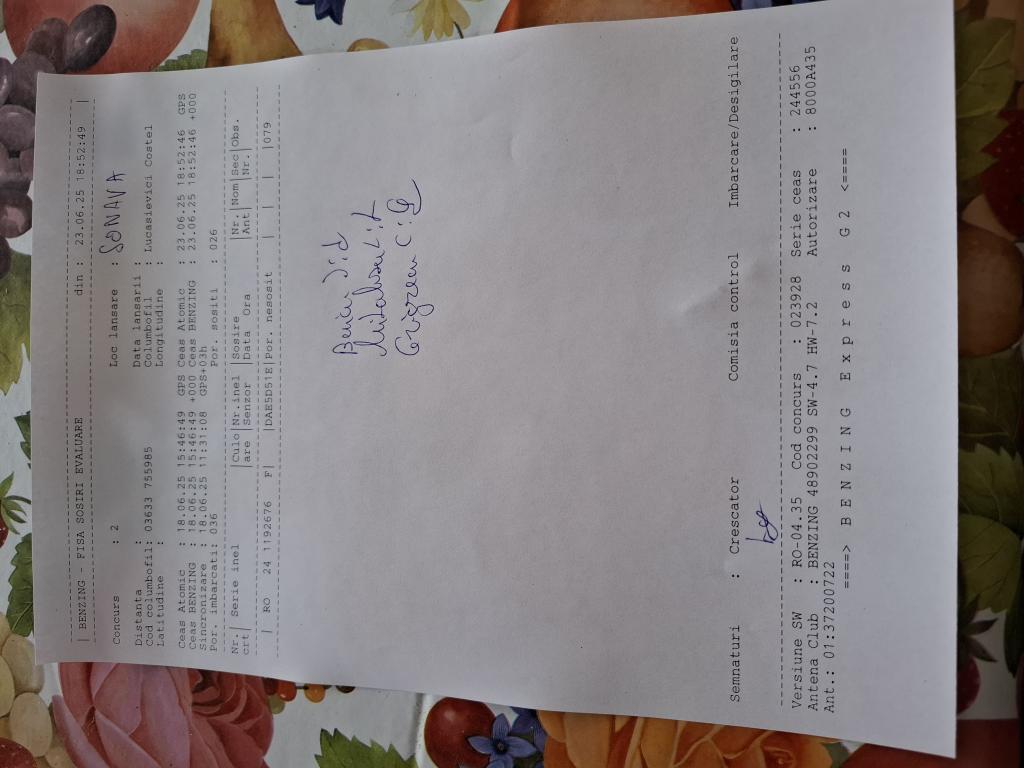 | BENZING - FISA SOSIRI EVALUARE din : 23.06.25 18:52:49 |
Concurs : 2 Loc lansare : SONAVA
Distanta : Data lansarii :
Cod columbofil: 03633 755985 Columbofil : Lucasievici Costel
Latitudine : Longitudine :
Ceas Atomic : 18.06.25 15:46:49 GPS Ceas Atomic : 23.06.25 18:52:46 GPS
Ceas BENZING : 18.06.25 15:46:49 +000 Ceas BENZING : 23.06.25 18:52:46 +000
Sincronizare : 18.06.25 11:31:08 GPS+03h
Por. imbarcati: 036 Por. sositi : 026
Nr.| Serie inel |Culo|Nr.inel |Sosire |Nr.|Nom|Sec|Obs.
crt| |are |Senzor |Data Ora |Ant| |Nr.|
| RO 24 1192676 F| |DAE5D51E|Por. nesosit | | | |079
Semnaturi : Crescator Comisia control Imbarcare/Desigilare
Versiune SW : RO-04.35 Cod concurs : 023928 Serie ceas : 244556
Antena Club : BENZING 48902299 SW-4.7 HW-7.2 Autorizare : 8000A435
Ant.: 01:37200722
====> B E N Z I N G E x p r e s s G 2 <====